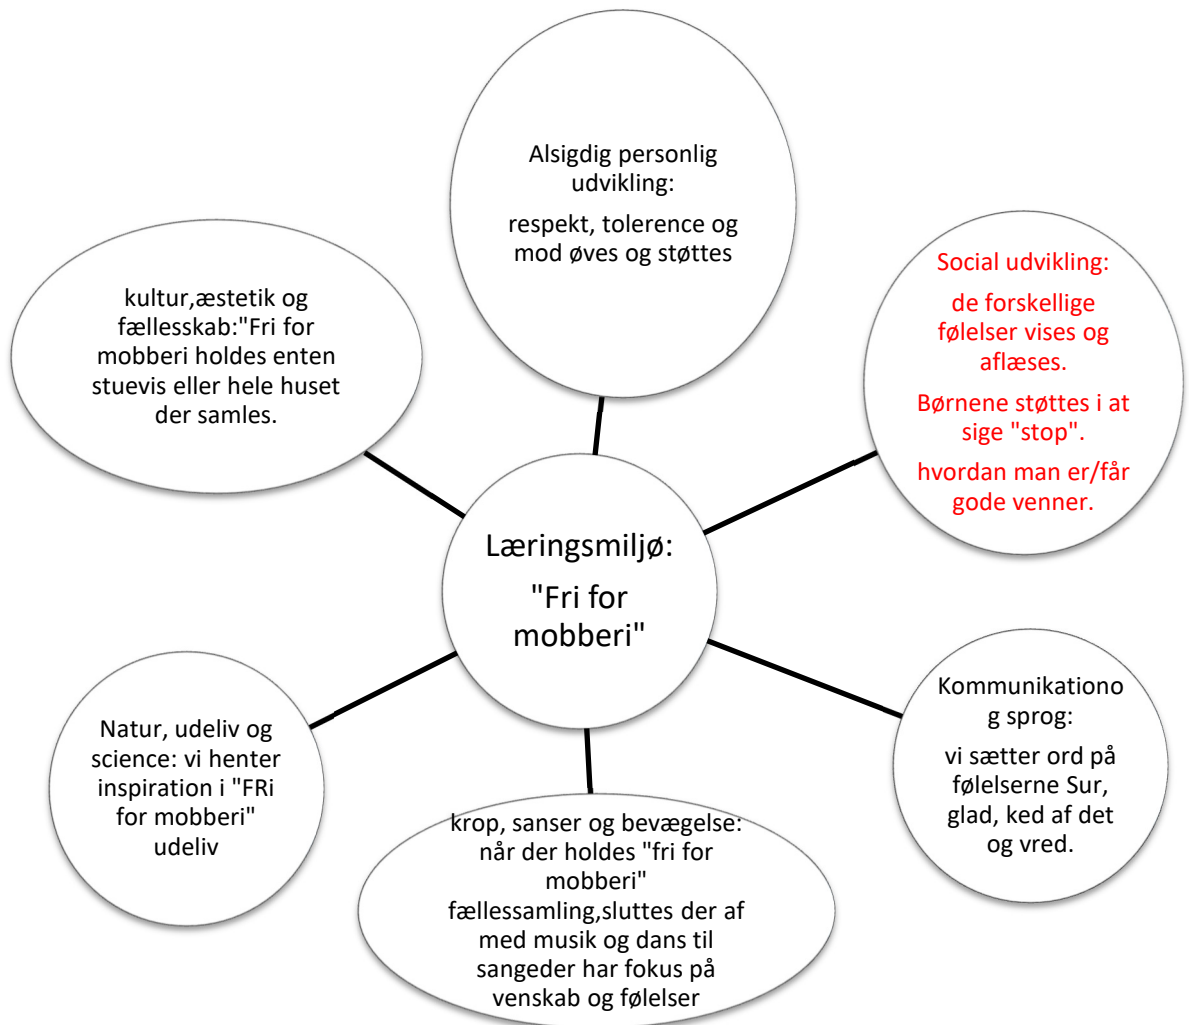 Alsigdig personlig
udvikling:
respekt, tolerence og
mod øves og støttes
Social udvikling:
de forskellige
følelser vises og
aflæses.
Børnene støttes i at
sige "stop".
hvordan man er/får
gode venner.
Kommunikationo
g sprog:
vi sætter ord på
følelserne Sur,
glad, ked af det
og vred.
krop, sanser og bevægelse:
når der holdes "fri for
mobberi"
fællessamling,sluttes der af
med musik og dans til
sangeder har fokus på
venskab og følelser
Natur, udeliv og
science: vi henter
inspiration i "FRi
for mobberi"
udeliv
kultur,æstetik og
fællesskab:"Fri for
mobberi holdes enten
stuevis eller hele huset
der samles.
Læringsmiljø:
"Fri for
mobberi"